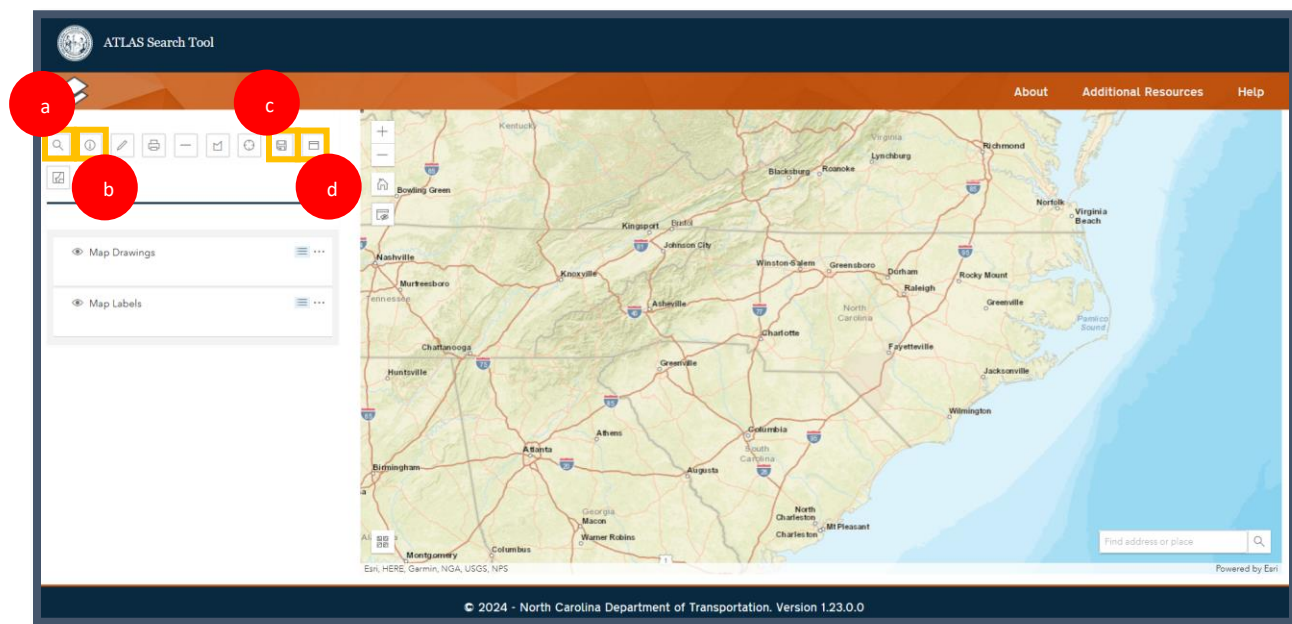 ATLAS Search Tool
a
c
About Additional Resources Help
b
d
Map Drawings
Map Labels
Kentucky
Virginia
Richmond
Lynchburg
Blacksburg Roanoke
Bowling Green
Norfolk
Virginia
Beach
Kingsport Bristol
Johnson City
Nashville
Winston-Salem Greensboro
Durham
Rocky Mount
Knoxville
Murfreesboro
Raleigh
Tennessee
Asheville
North
Carolina
Greenville
Pamlico
Sound
Charlotte
Chattanooga
Fayetteville
Greenville
Huntsville
Jacksonville
Wilmington
Athens
Columbia
Atlanta
South
Carolina
Birmingham
Augusta
Georgia
Macon
North
Charleston
Mt Pleasant
Warner Robins
Charleston
Columbus
Montgomery
1
Find address or place
Esri, HERE, Garmin, NGA, USGS, NPS
Powered by Esri
© 2024 - North Carolina Department of Transportation. Version 1.23.0.0